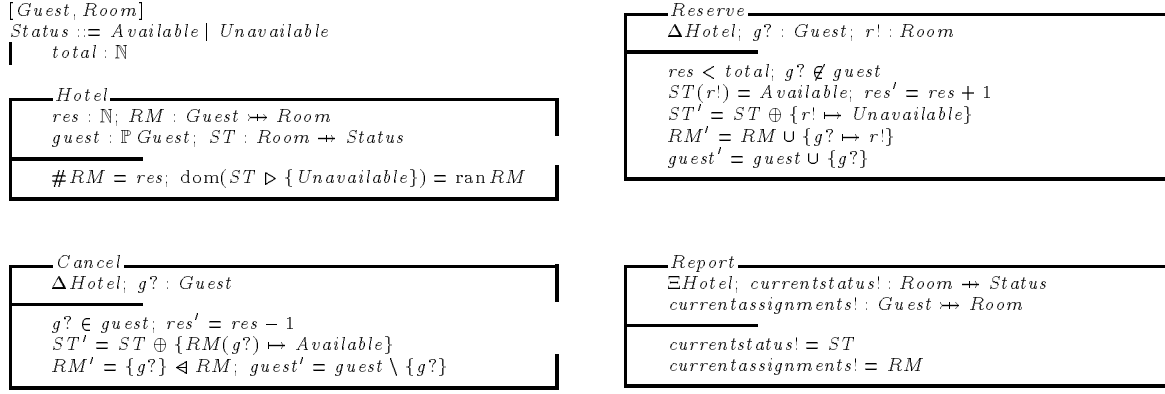 [Guest, Room]
Status ::= Available | Unavailable
total : ℕ
Hotel
res : ℕ; RM : Guest ⤔ Room
guest : ℙ Guest; ST : Room ⇸ Status
#RM = res; dom(ST ▷ {Unavailable}) = ran RM
Reserve
ΔHotel; g? : Guest; r! : Room
res < total; g? ∉ guest
ST(r!) = Available; res′ = res + 1
ST′ = ST ⊕ {r! ↦ Unavailable}
RM′ = RM ∪ {g? ↦ r!}
guest′ = guest ∪ {g?}
Cancel
ΔHotel; g? : Guest
g? ∈ guest; res′ = res − 1
ST′ = ST ⊕ {RM(g?) ↦ Available}
RM′ = {g?} ⩤ RM; guest′ = guest \ {g?}
Report
ΞHotel; currentstatus! : Room ⇸ Status
currentassignments! : Guest ⤔ Room
currentstatus! = ST
currentassignments! = RM